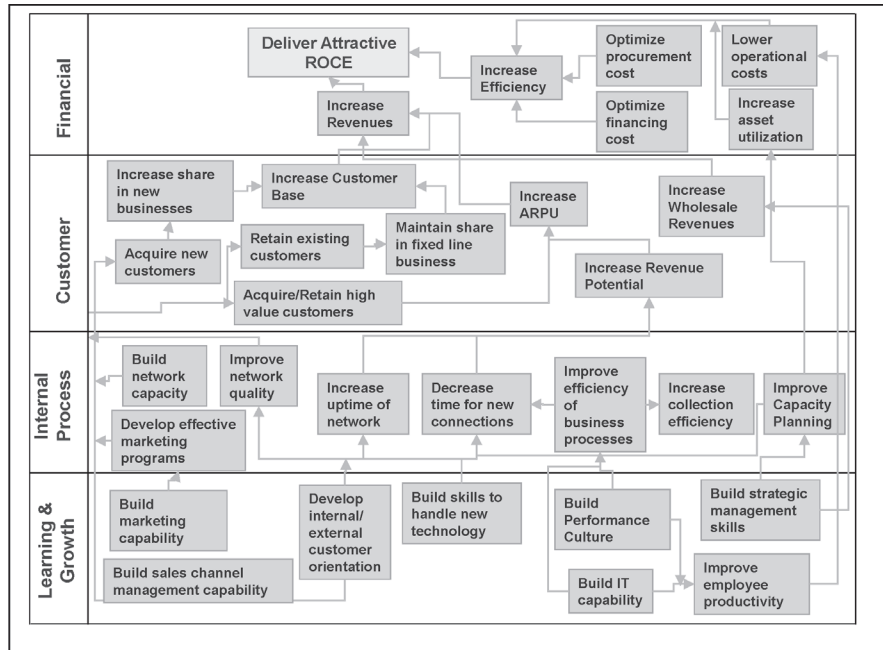 Financial
Deliver Attractive
ROCE
Increase
Efficiency
Optimize
procurement
cost
Lower
operational
costs
Increase
Revenues
Optimize
financing
cost
Increase
asset
utilization
Customer
Increase share
in new
businesses
Increase Customer
Base
Increase
ARPU
Increase
Wholesale
Revenues
Acquire new
customers
Retain existing
customers
Maintain share
in fixed line
business
Increase Revenue
Potential
Acquire/Retain high
value customers
Internal
Process
Build
network
capacity
Improve
network
quality
Increase
uptime of
network
Decrease
time for new
connections
Improve
efficiency
of
business
processes
Increase
collection
efficiency
Improve
Capacity
Planning
Develop effective
marketing
programs
Learning &
Growth
Build
marketing
capability
Develop
internal/
external
customer
orientation
Build skills to
handle new
technology
Build
Performance
Culture
Build strategic
management
skills
Build sales channel
management capability
Build IT
capability
Improve
employee
productivity